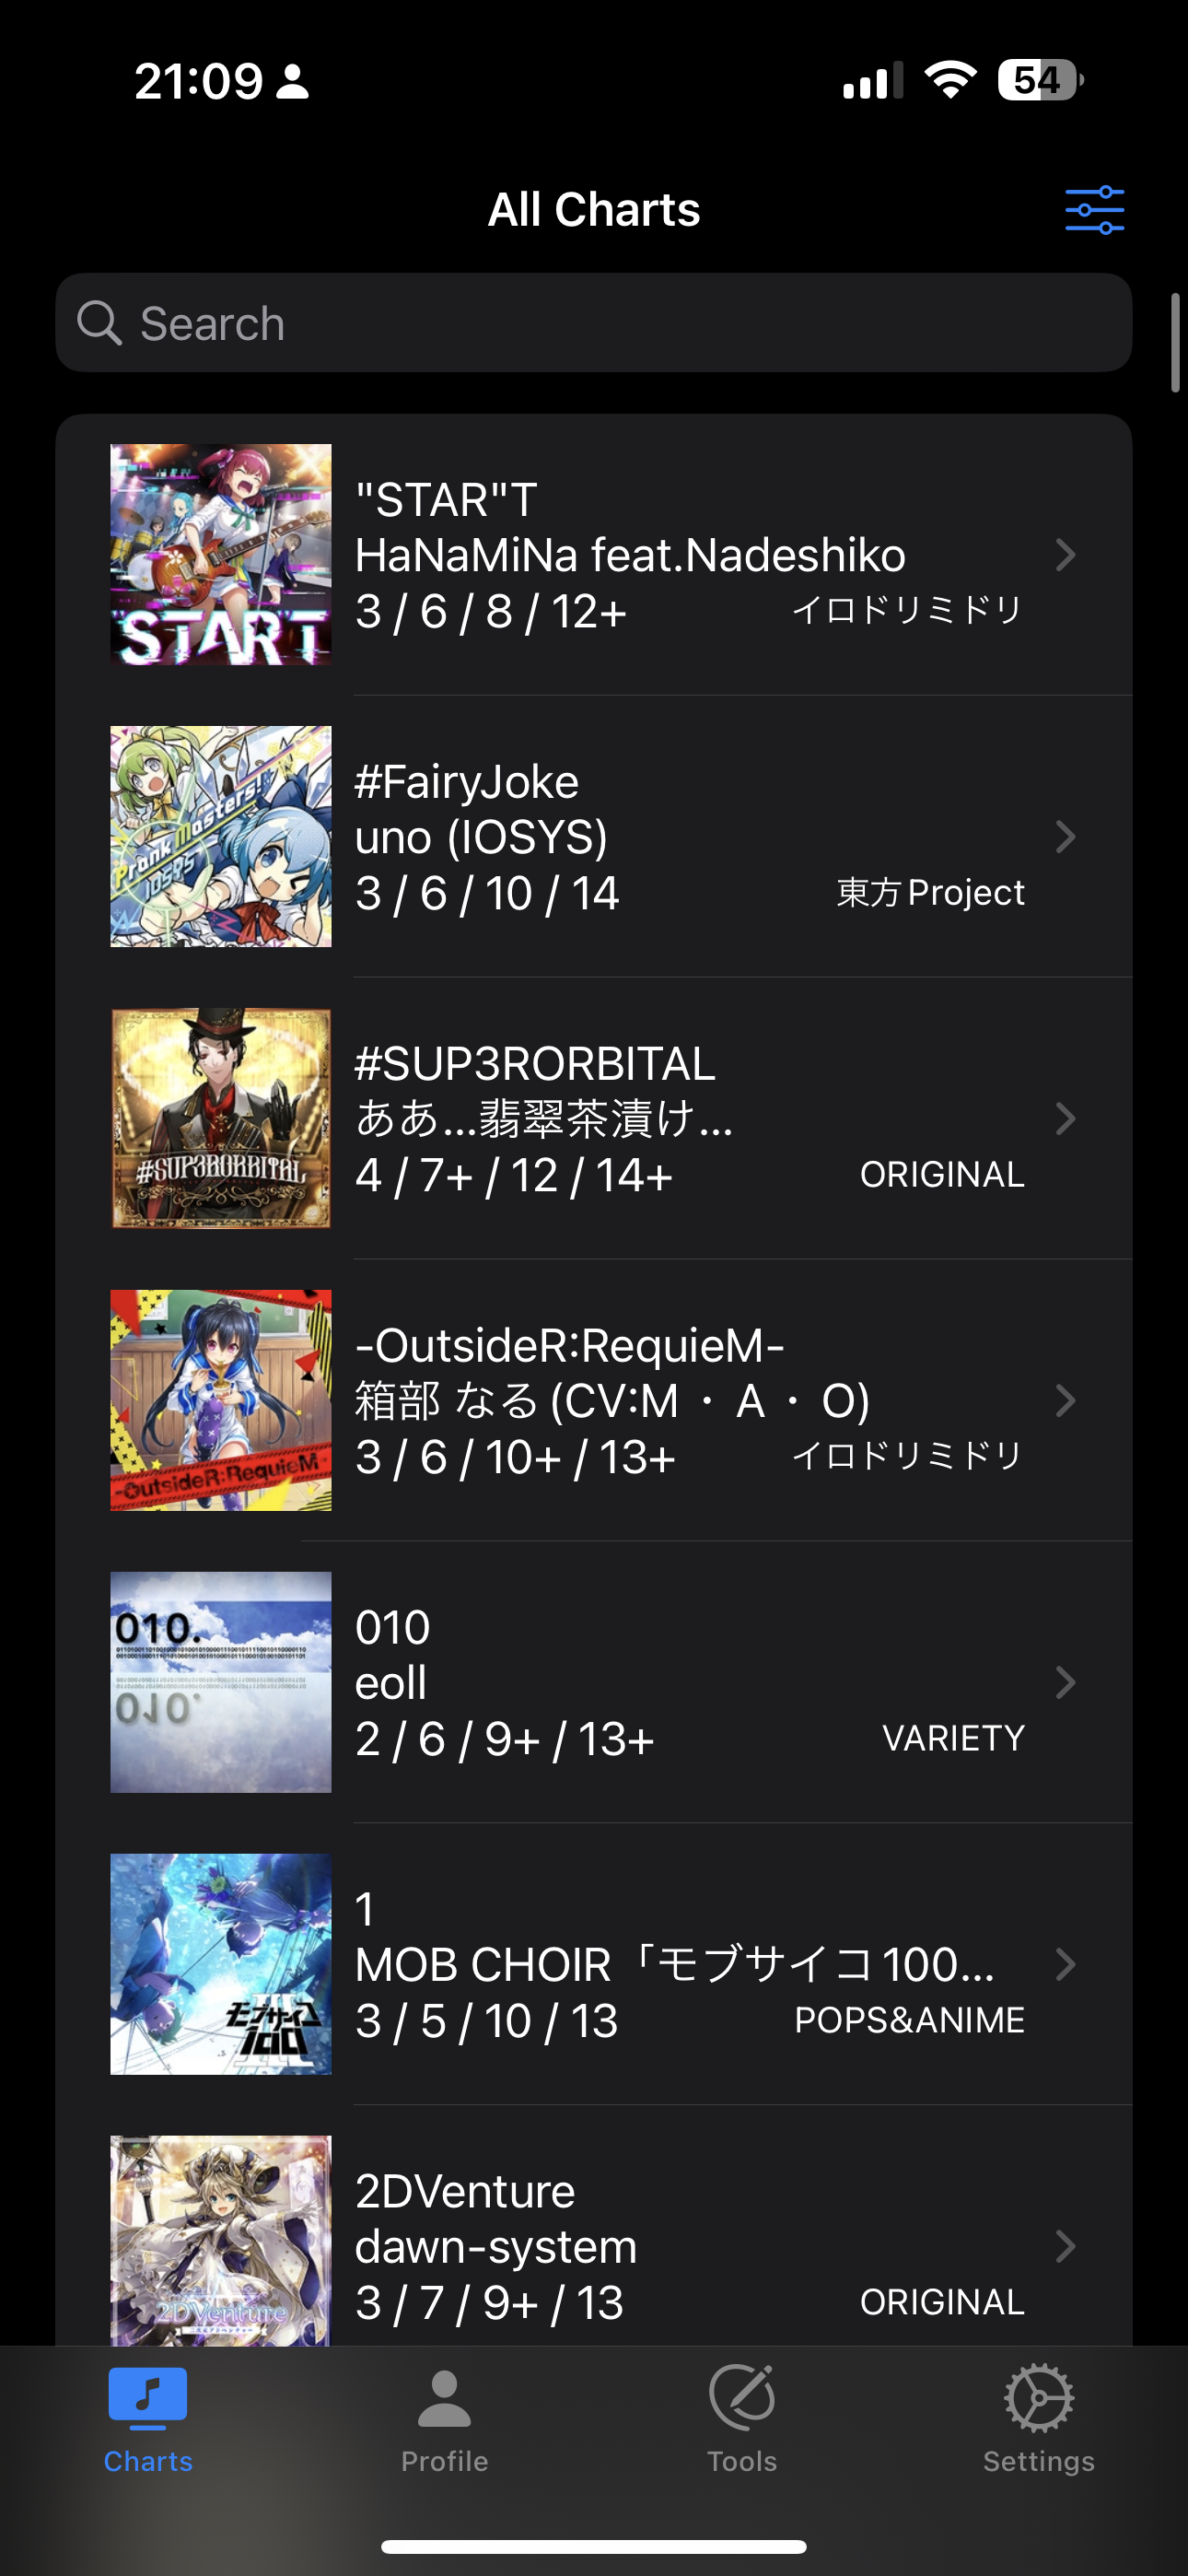 21:09
54
All Charts
Search
START
"STAR"T
HaNaMiNa feat.Nadeshiko
3 / 6 / 8 / 12+
イロドリミドリ
Prank Masters!
IOSYS
#FairyJoke
uno (IOSYS)
3 / 6 / 10 / 14
東方Project
#SUP3RORBITAL
#SUP3RORBITAL
ああ…翡翠茶漬け…
4 / 7+ / 12 / 14+
ORIGINAL
-OutsideR:RequieM-
-OutsideR:RequieM-
箱部 なる(CV:M・A・O)
3 / 6 / 10+ / 13+
イロドリミドリ
010.
010.
010
eoll
2 / 6 / 9+ / 13+
VARIETY
モブサイコ
100
III
1
MOB CHOIR「モブサイコ100…
3 / 5 / 10 / 13
POPS&ANIME
2DVenture
2DVenture
dawn-system
3 / 7 / 9+ / 13
ORIGINAL
Charts
Profile
Tools
Settings